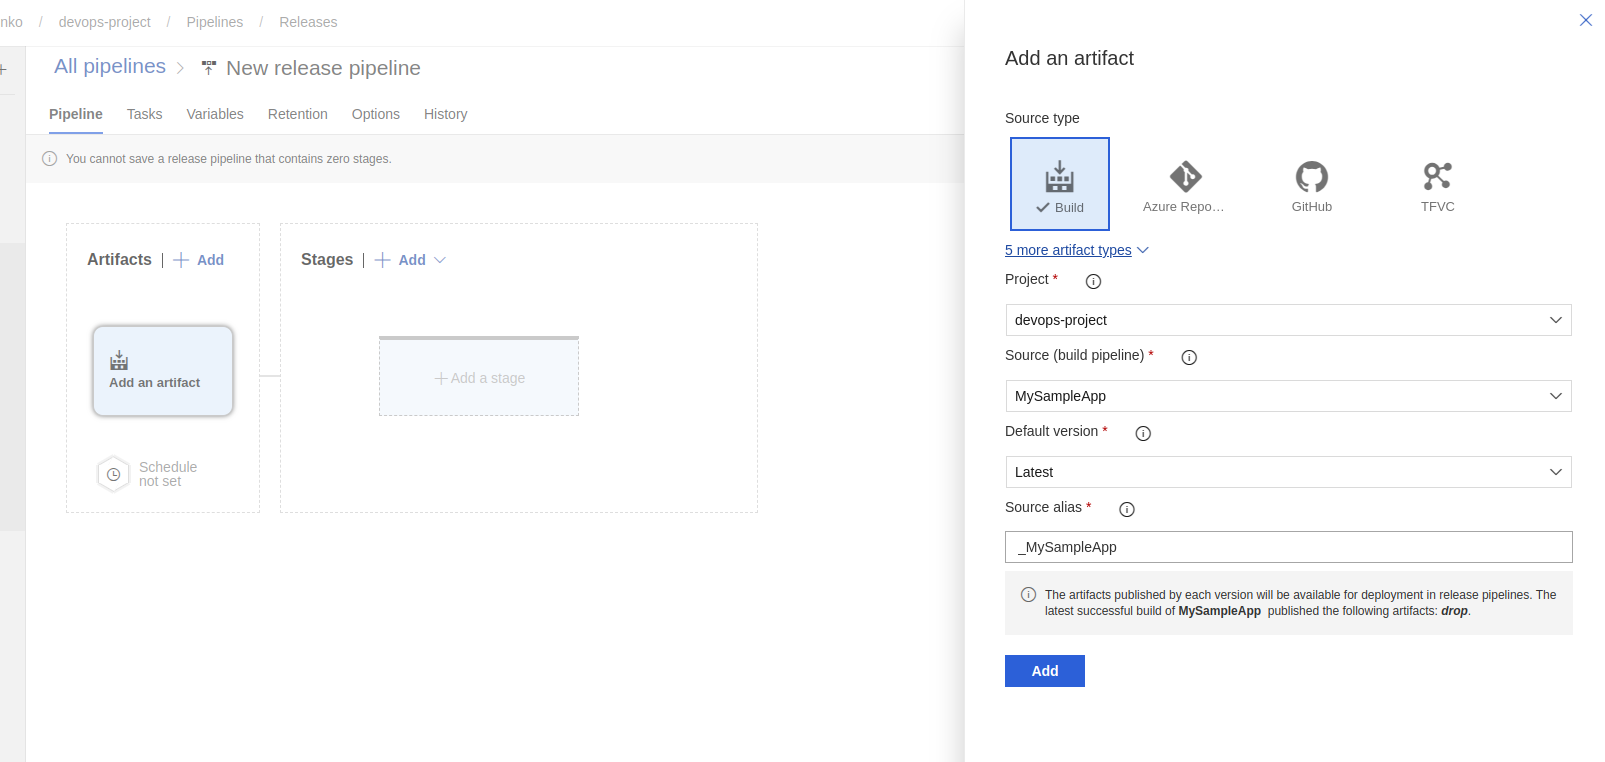 nko / devops-project / Pipelines / Releases
All pipelines > New release pipeline
Pipeline Tasks Variables Retention Options History
You cannot save a release pipeline that contains zero stages.
Artifacts | + Add
Stages | + Add
Add an artifact
+ Add a stage
Schedule
not set
Add an artifact
Source type
Build
Azure Repo…
GitHub
TFVC
5 more artifact types
Project *
devops-project
Source (build pipeline) *
MySampleApp
Default version *
Latest
Source alias *
_MySampleApp
The artifacts published by each version will be available for deployment in release pipelines. The
latest successful build of MySampleApp published the following artifacts: drop.
Add